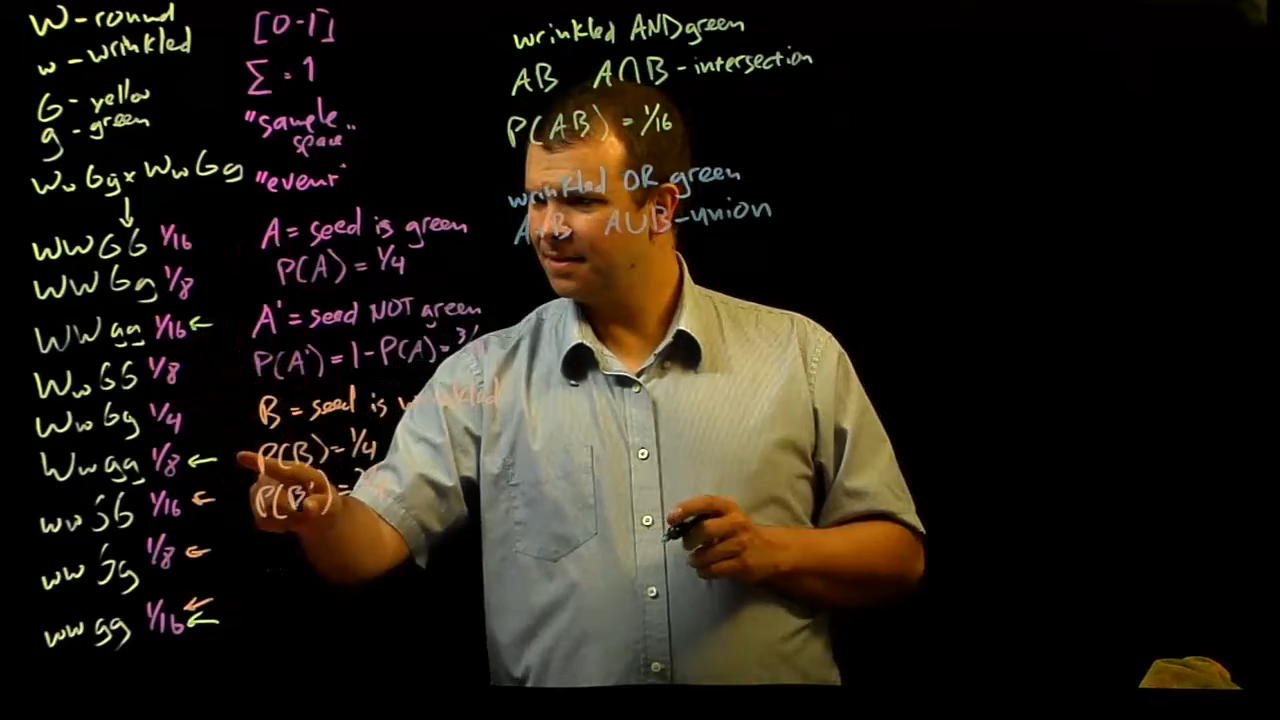 W - round
w - wrinkled
G - yellow
g - green
WwGg x WwGg
↓
WWGG 1/16
WWGg 1/8
WWgg 1/16 ←
WwGG 1/8
WwGg 1/4
Wwgg 1/8 ←
wwGG 1/16 ←
wwGg 1/8 ←
wwgg 1/16 ←
[0-1]
Σ = 1
"sample space"
"event"
A = seed is green
P(A) = 1/4
A' = seed NOT green
P(A') = 1 - P(A) = 3/
B = seed is wrinkled
P(B) = 1/4
P(B') =
wrinkled AND green
AB A∩B - intersection
P(AB) = 1/16
wrinkled OR green
A+B A∪B - union